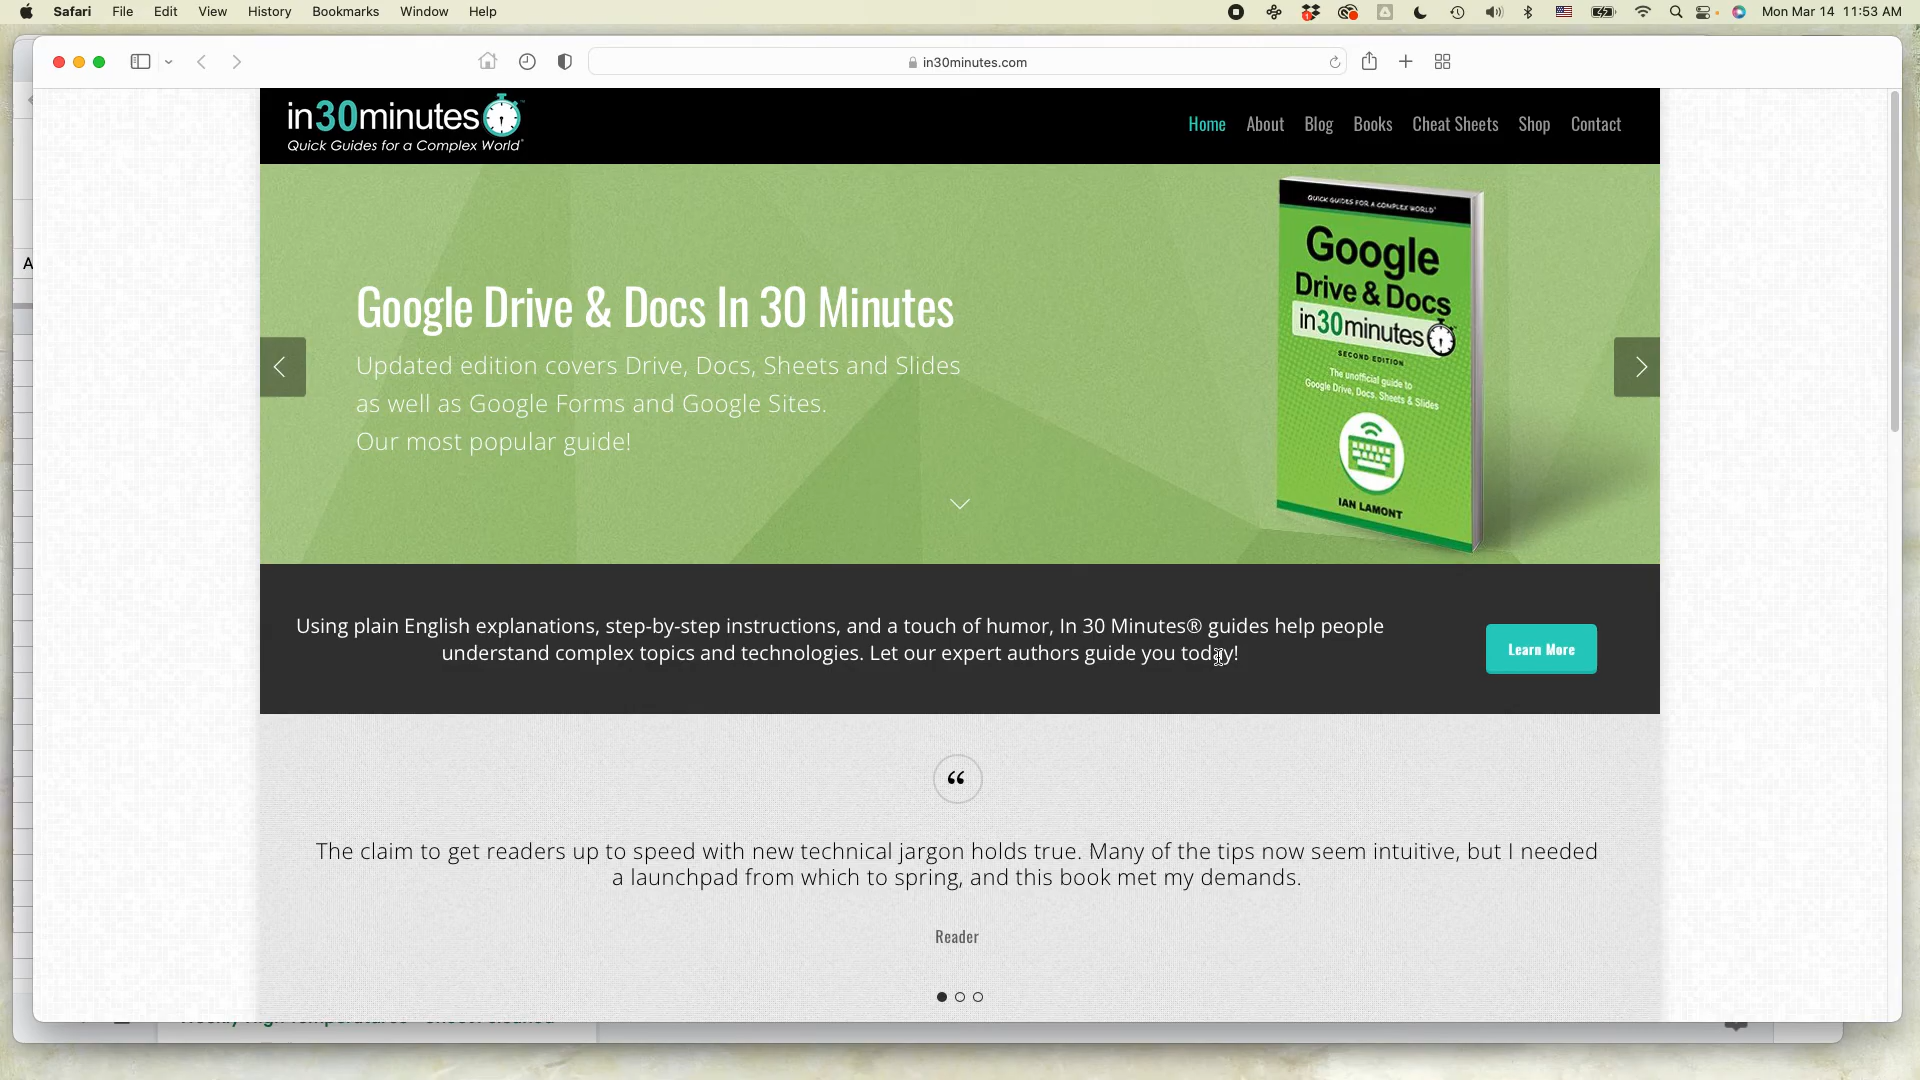 Safari File Edit View History Bookmarks Window Help Mon Mar 14 11:53 AM
in30minutes.com
in30minutes
Quick Guides for a Complex World
Home About Blog Books Cheat Sheets Shop Contact
Google Drive & Docs In 30 Minutes
Updated edition covers Drive, Docs, Sheets and Slides
as well as Google Forms and Google Sites.
Our most popular guide!
QUICK GUIDES FOR A COMPLEX WORLD
Google
Drive & Docs
in30minutes
SECOND EDITION
The unofficial guide to
Google Drive, Docs, Sheets & Slides
IAN LAMONT
Using plain English explanations, step-by-step instructions, and a touch of humor, In 30 Minutes® guides help people
understand complex topics and technologies. Let our expert authors guide you today!
Learn More
“
The claim to get readers up to speed with new technical jargon holds true. Many of the tips now seem intuitive, but I needed
a launchpad from which to spring, and this book met my demands.
Reader
A